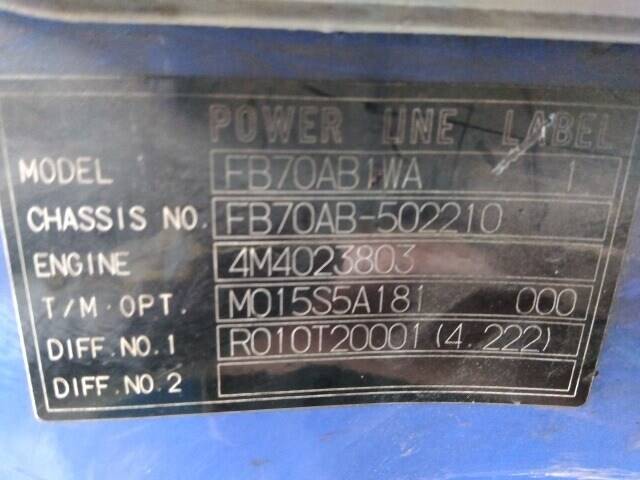 POWER LINE LABEL
MODEL FB70AB1WA 1
CHASSIS NO. FB70AB-502210
ENGINE 4M4023803
T/M·OPT. M015S5A181 000
DIFF.NO.1 R010T20001(4.222)
DIFF.NO.2